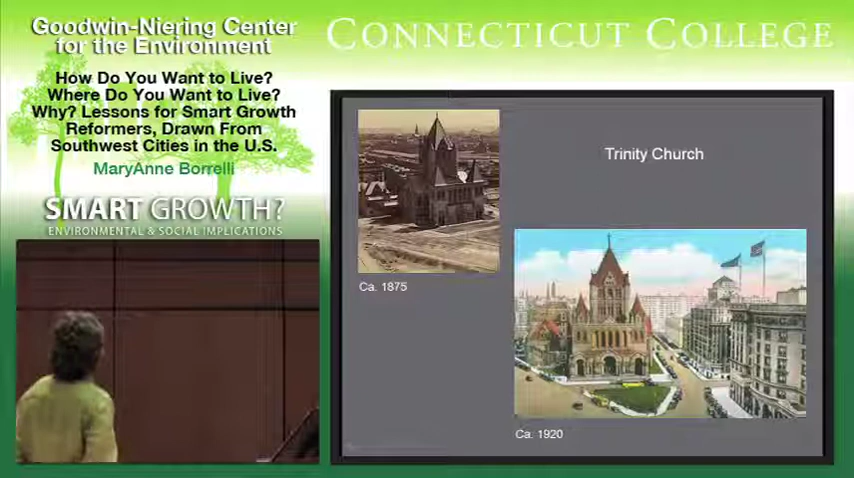 Goodwin-Niering Center
for the Environment
How Do You Want to Live?
Where Do You Want to Live?
Why? Lessons for Smart Growth
Reformers, Drawn From
Southwest Cities in the U.S.
MaryAnne Borrelli
SMART GROWTH?
ENVIRONMENTAL & SOCIAL IMPLICATIONS
CONNECTICUT COLLEGE
Trinity Church
Ca. 1875
Ca. 1920